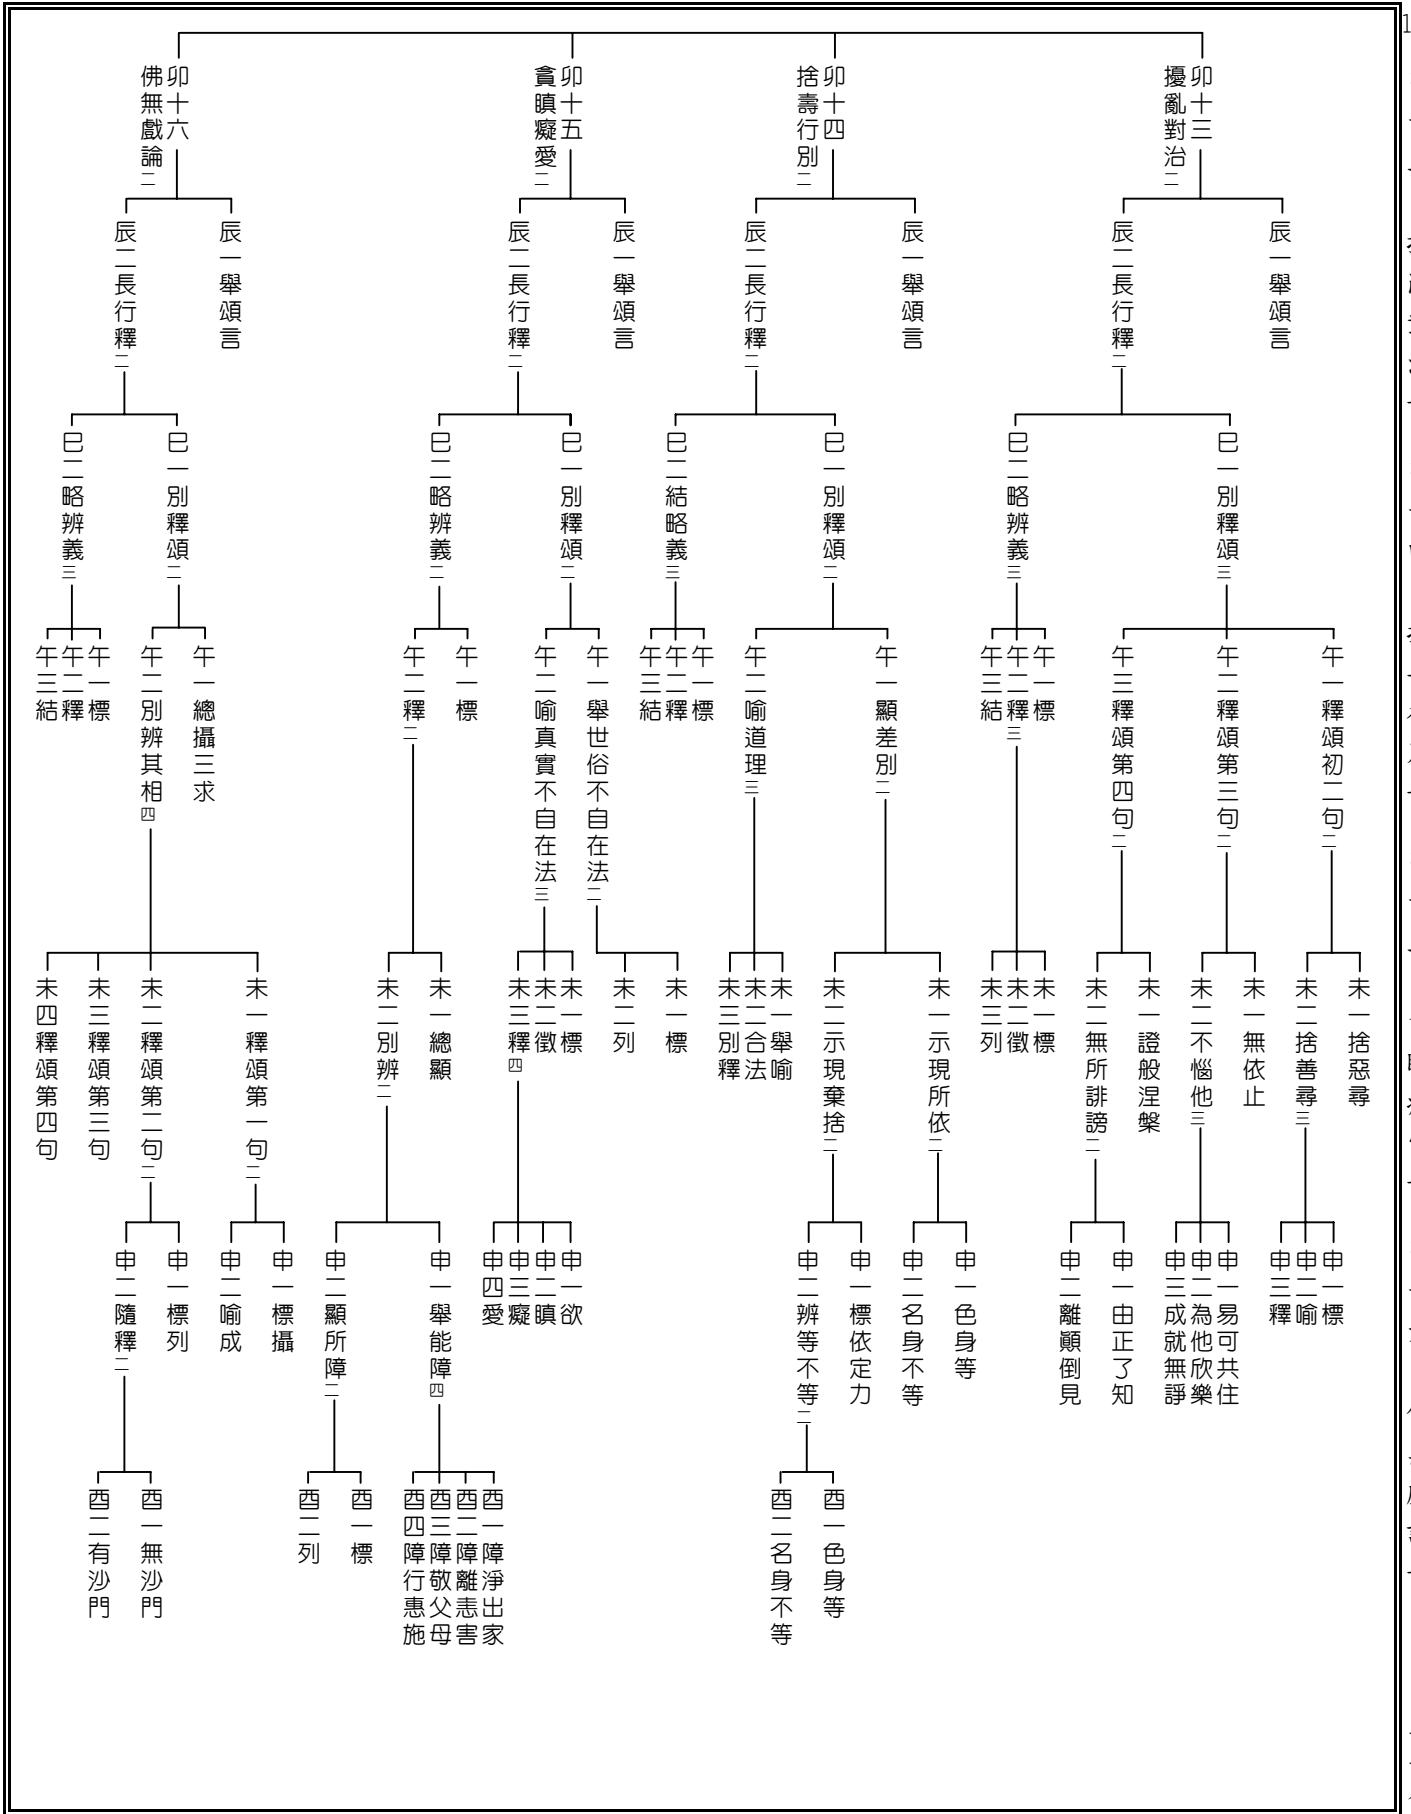 卯十三
擾亂對治二
卯十四
捨壽行別二
卯十五
貪瞋癡愛二
卯十六
佛無戲論二
辰一舉頌言
辰二長行釋二
辰一舉頌言
辰二長行釋二
辰一舉頌言
辰二長行釋二
辰一舉頌言
辰二長行釋二
巳一別釋頌三
巳二略辨義三
巳一別釋頌二
巳二結略義三
巳一別釋頌二
巳二略辨義二
巳一別釋頌二
巳二略辨義三
午一釋頌初二句二
午二釋頌第三句二
午三釋頌第四句二
午一標
午二釋三
午三結
午一顯差別二
午二喻道理三
午一標
午二釋
午三結
午一舉世俗不自在法二
午二喻真實不自在法三
午一標
午二釋二
午一總攝三求
午二別辨其相四
午一標
午二釋
午三結
未一捨惡尋
未二捨善尋三
未一無依止
未二不惱他三
未一證般涅槃
未二無所誹謗二
未一標
未二徵
未三列
未一示現所依二
未二示現棄捨二
未一舉喻
未二合法
未三別釋
未一標
未二列
未一標
未二徵
未三釋四
未一總顯
未二別辨二
未一釋頌第一句二
未二釋頌第二句二
未三釋頌第三句
未四釋頌第四句
申一標
申二喻
申三釋
申一易可共住
申二為他欣樂
申三成就無諍
申一由正了知
申二離顛倒見
申一色身等
申二名身不等
申一標依定力
申二辨等不等二
申一欲
申二瞋
申三癡
申四愛
申一舉能障四
申二顯所障二
申一標攝
申二喻成
申一標列
申二隨釋二
酉一色身等
酉二名身不等
酉一障淨出家
酉二障離恚害
酉三障敬父母
酉四障行惠施
酉一標
酉二列
酉一無沙門
酉二有沙門